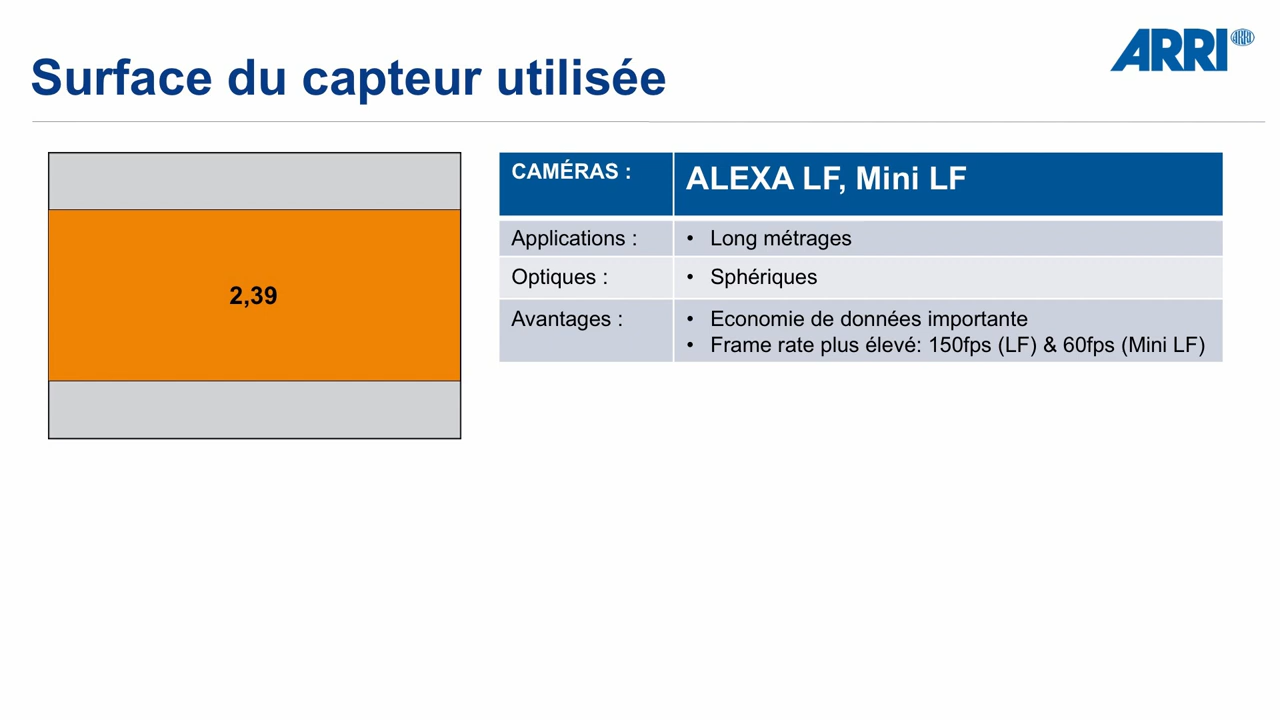 ARRI
Surface du capteur utilisée
2,39
CAMÉRAS :
ALEXA LF, Mini LF
Applications :
• Long métrages
Optiques :
• Sphériques
Avantages :
• Economie de données importante
• Frame rate plus élevé: 150fps (LF) & 60fps (Mini LF)